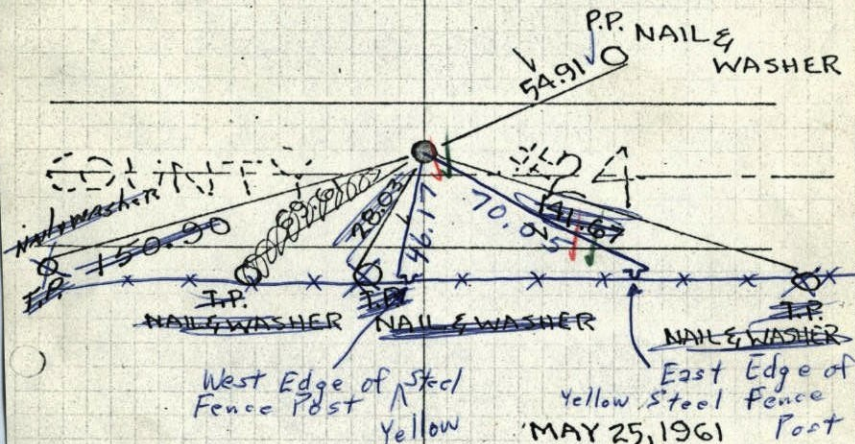 P.P. NAIL &
WASHER
54.91
COUNTY 24
Nail & washer
150.90
28.03
46.17
70.05
41.67
T.P.
T.P.
NAIL & WASHER
T.P.
NAIL & WASHER
T.P.
NAIL & WASHER
West Edge of Steel
Fence Post
Yellow
East Edge of
Yellow Steel Fence
Post
MAY 25, 1961